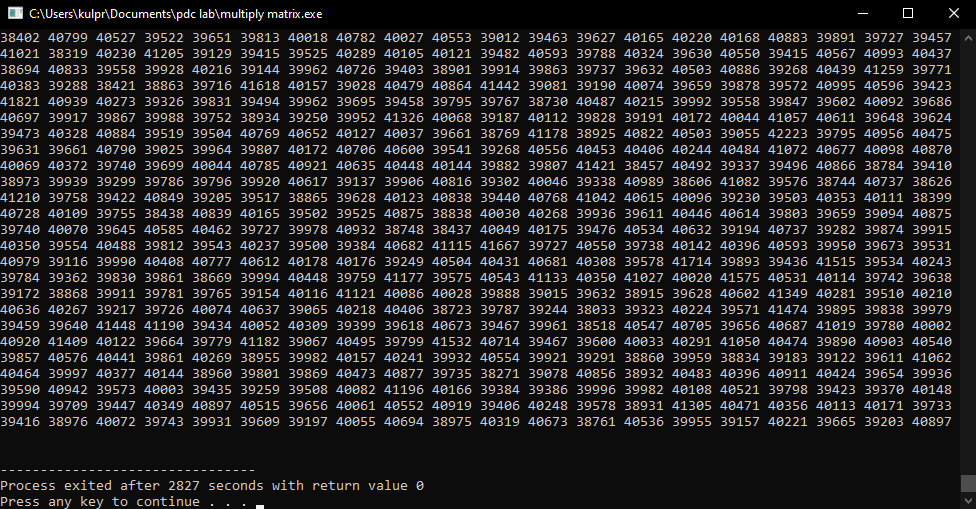 C:\Users\kulpr\Documents\pdc lab\multiply matrix.exe
38402 40799 40527 39522 39651 39813 40018 40782 40027 40553 39012 39463 39627 40165 40220 40168 40883 39891 39727 39457
41021 38319 40230 41205 39129 39415 39525 40289 40105 40121 39482 40593 39788 40324 39630 40550 39415 40567 40993 40437
38694 40833 39558 39928 40216 39144 39962 40726 39403 38901 39914 39863 39737 39632 40503 40886 39268 40439 41259 39771
40383 39288 38421 38863 39716 41618 40157 39028 40479 40864 41442 39081 39190 40074 39659 39878 39572 40995 40596 39423
41821 40939 40273 39326 39831 39494 39962 39695 39458 39795 39767 38730 40487 40215 39992 39558 39847 39602 40092 39686
40697 39917 39867 39988 39752 38934 39250 39952 41326 40068 39187 40112 39828 39191 40172 40044 41057 40611 39648 39624
39473 40328 40884 39519 39504 40769 40652 40127 40037 39661 38769 41178 38925 40822 40503 39055 42223 39795 40956 40475
39631 39661 40790 39025 39964 39807 40172 40706 40600 39541 39268 40556 40453 40406 40244 40484 41072 40677 40098 40870
40069 40372 39740 39699 40044 40785 40921 40635 40448 40144 39882 39807 41421 38457 40492 39337 39496 40866 38784 39410
38973 39939 39299 39786 39796 39920 40617 39137 39906 40816 39302 40046 39338 40989 38606 41082 39576 38744 40737 38626
41210 39758 39422 40849 39205 39517 38865 39628 40123 40838 39440 40768 41042 40615 40096 39230 39503 40353 40111 38399
40728 40109 39755 38438 40839 40165 39502 39525 40875 38838 40030 40268 39936 39611 40446 40614 39803 39659 39094 40875
39740 40070 39645 40585 40462 39727 39978 40932 38748 38437 40049 40175 39476 40534 40632 39194 40737 39282 39874 39915
40350 39554 40488 39812 39543 40237 39500 39384 40682 41115 41667 39727 40550 39738 40142 40396 40593 39950 39673 39531
40979 39116 39990 40408 40777 40612 40178 40176 39249 40504 40431 40681 40308 39578 41714 39893 39436 41515 39534 40243
39784 39362 39830 39861 38669 39994 40448 39759 41177 39575 40543 41133 40350 41027 40020 41575 40531 40114 39742 39638
39172 38868 39911 39781 39765 39154 40116 41121 40086 40028 39888 39015 39632 38915 39628 40602 41349 40281 39510 40210
40636 40267 39217 39726 40074 40637 39065 40218 40406 38723 39787 39244 38033 39323 40224 39571 41474 39895 39838 39979
39459 39640 41448 41190 39434 40052 40309 39399 39618 40673 39467 39961 38518 40547 40705 39656 40687 41019 39780 40002
40920 41409 40122 39664 39779 41182 39067 40495 39799 41532 40714 39467 39600 40033 40291 41050 40474 39890 40903 40540
39857 40576 40441 39861 40269 38955 39982 40157 40241 39932 40554 39921 39291 38860 39959 38834 39183 39122 39611 41062
40464 39997 40377 40144 38960 39801 39869 40473 40877 39735 38271 39078 40856 38932 40483 40396 40911 40424 39654 39936
39590 40942 39573 40003 39435 39259 39508 40082 41196 40166 39384 39386 39996 39982 40108 40521 39798 39423 39370 40148
39994 39709 39447 40349 40897 40515 39656 40061 40552 40919 39406 40248 39578 38931 41305 40471 40356 40113 40171 39733
39416 38976 40072 39743 39931 39609 39197 40055 40694 38975 40319 40673 38761 40536 39955 39157 40221 39665 39203 40897
--------------------------------
Process exited after 2827 seconds with return value 0
Press any key to continue . . .